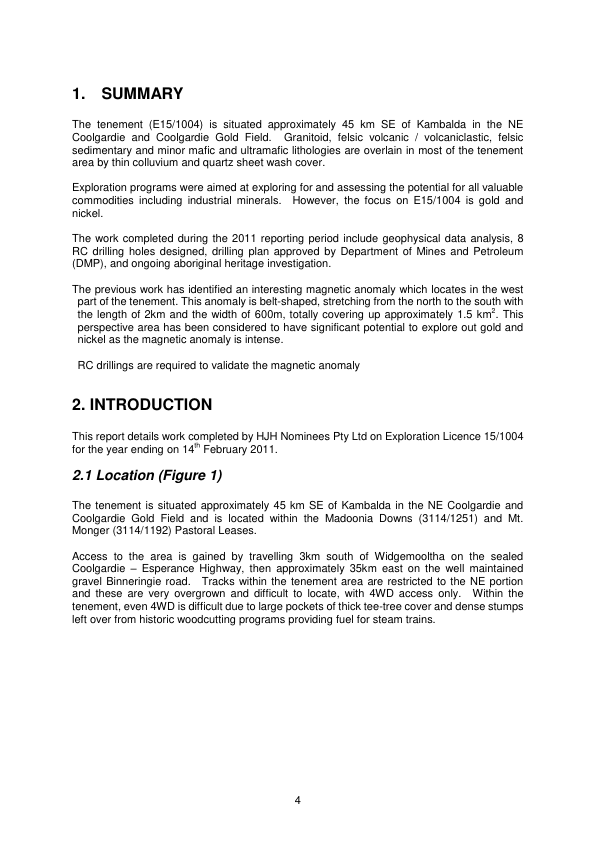 1. SUMMARY
The tenement (E15/1004) is situated approximately 45 km SE of Kambalda in the NE
Coolgardie and Coolgardie Gold Field. Granitoid, felsic volcanic / volcaniclastic, felsic
sedimentary and minor mafic and ultramafic lithologies are overlain in most of the tenement
area by thin colluvium and quartz sheet wash cover.
Exploration programs were aimed at exploring for and assessing the potential for all valuable
commodities including industrial minerals. However, the focus on E15/1004 is gold and
nickel.
The work completed during the 2011 reporting period include geophysical data analysis, 8
RC drilling holes designed, drilling plan approved by Department of Mines and Petroleum
(DMP), and ongoing aboriginal heritage investigation.
The previous work has identified an interesting magnetic anomaly which locates in the west
part of the tenement. This anomaly is belt-shaped, stretching from the north to the south with
the length of 2km and the width of 600m, totally covering up approximately 1.5 km². This
perspective area has been considered to have significant potential to explore out gold and
nickel as the magnetic anomaly is intense.
RC drillings are required to validate the magnetic anomaly
2. INTRODUCTION
This report details work completed by HJH Nominees Pty Ltd on Exploration Licence 15/1004
for the year ending on 14th February 2011.
2.1 Location (Figure 1)
The tenement is situated approximately 45 km SE of Kambalda in the NE Coolgardie and
Coolgardie Gold Field and is located within the Madoonia Downs (3114/1251) and Mt.
Monger (3114/1192) Pastoral Leases.
Access to the area is gained by travelling 3km south of Widgemooltha on the sealed
Coolgardie – Esperance Highway, then approximately 35km east on the well maintained
gravel Binneringie road. Tracks within the tenement area are restricted to the NE portion
and these are very overgrown and difficult to locate, with 4WD access only. Within the
tenement, even 4WD is difficult due to large pockets of thick tee-tree cover and dense stumps
left over from historic woodcutting programs providing fuel for steam trains.
4